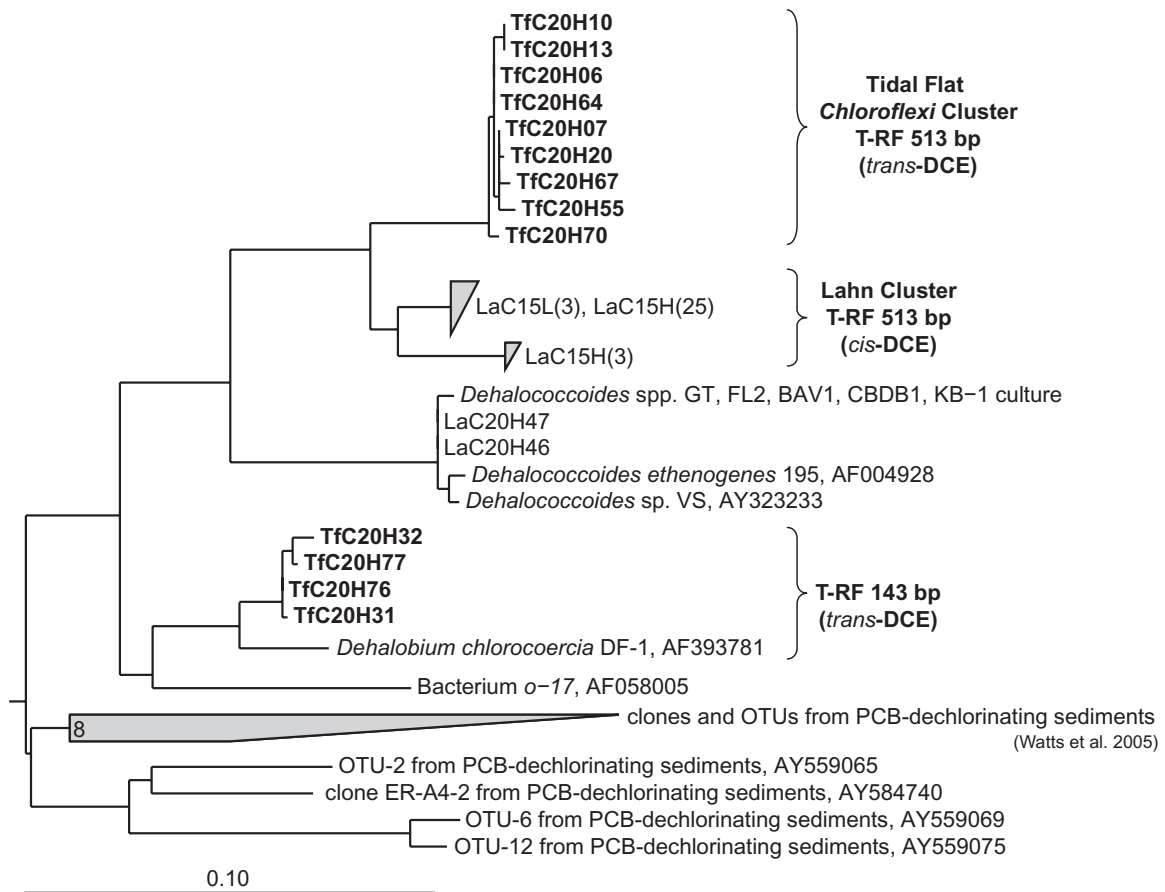 TfC20H10
TfC20H13
TfC20H06
TfC20H64
TfC20H07
TfC20H20
TfC20H67
TfC20H55
TfC20H70
Tidal Flat
Chloroflexi Cluster
T-RF 513 bp
(trans-DCE)
LaC15L(3), LaC15H(25)
LaC15H(3)
Lahn Cluster
T-RF 513 bp
(cis-DCE)
Dehalococcoides spp. GT, FL2, BAV1, CBDB1, KB−1 culture
LaC20H47
LaC20H46
Dehalococcoides ethenogenes 195, AF004928
Dehalococcoides sp. VS, AY323233
TfC20H32
TfC20H77
TfC20H76
TfC20H31
Dehalobium chlorocoercia DF-1, AF393781
T-RF 143 bp
(trans-DCE)
Bacterium o−17, AF058005
8
clones and OTUs from PCB-dechlorinating sediments
(Watts et al. 2005)
OTU-2 from PCB-dechlorinating sediments, AY559065
clone ER-A4-2 from PCB-dechlorinating sediments, AY584740
OTU-6 from PCB-dechlorinating sediments, AY559069
OTU-12 from PCB-dechlorinating sediments, AY559075
0.10